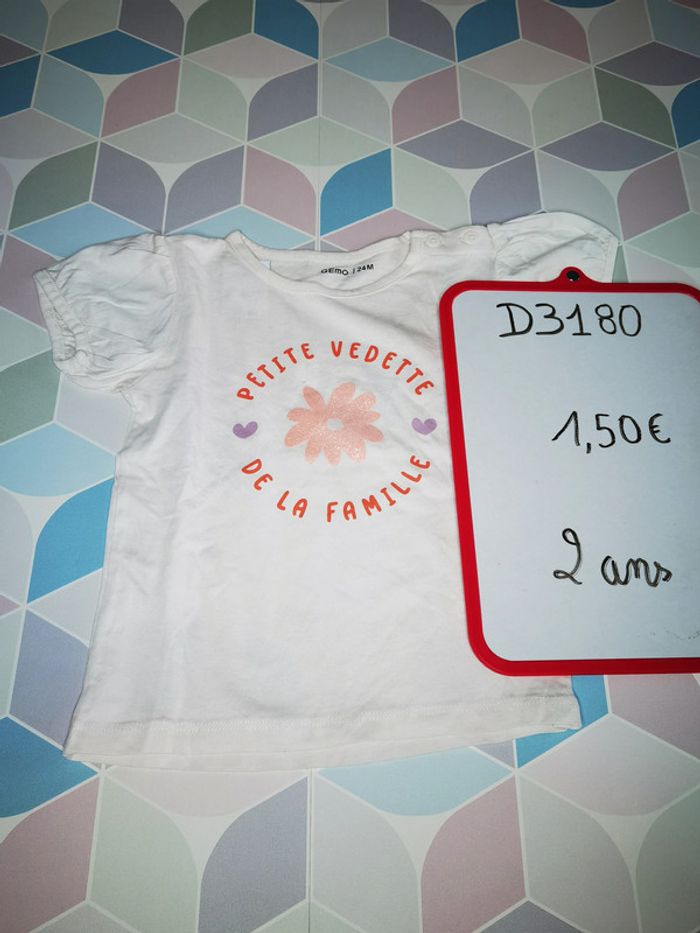 GEMO / 24M
PETITE VEDETTE
DE LA FAMILLE
D3180
1,50€
2 ans